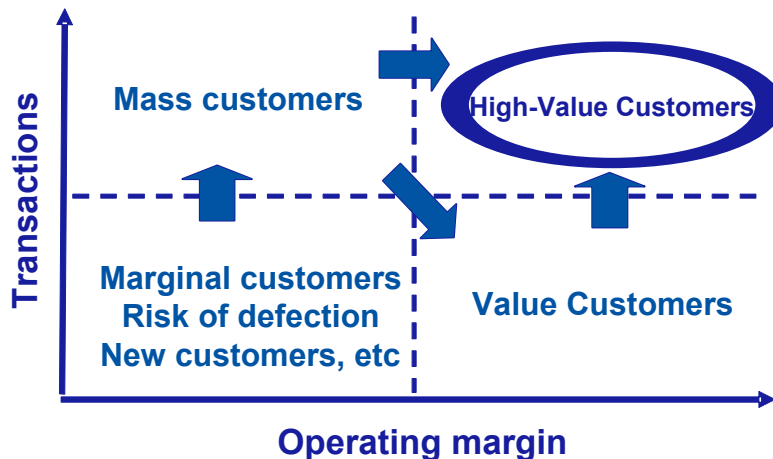 Transactions
Mass customers
High-Value Customers
Marginal customers
Risk of defection
New customers, etc
Value Customers
Operating margin